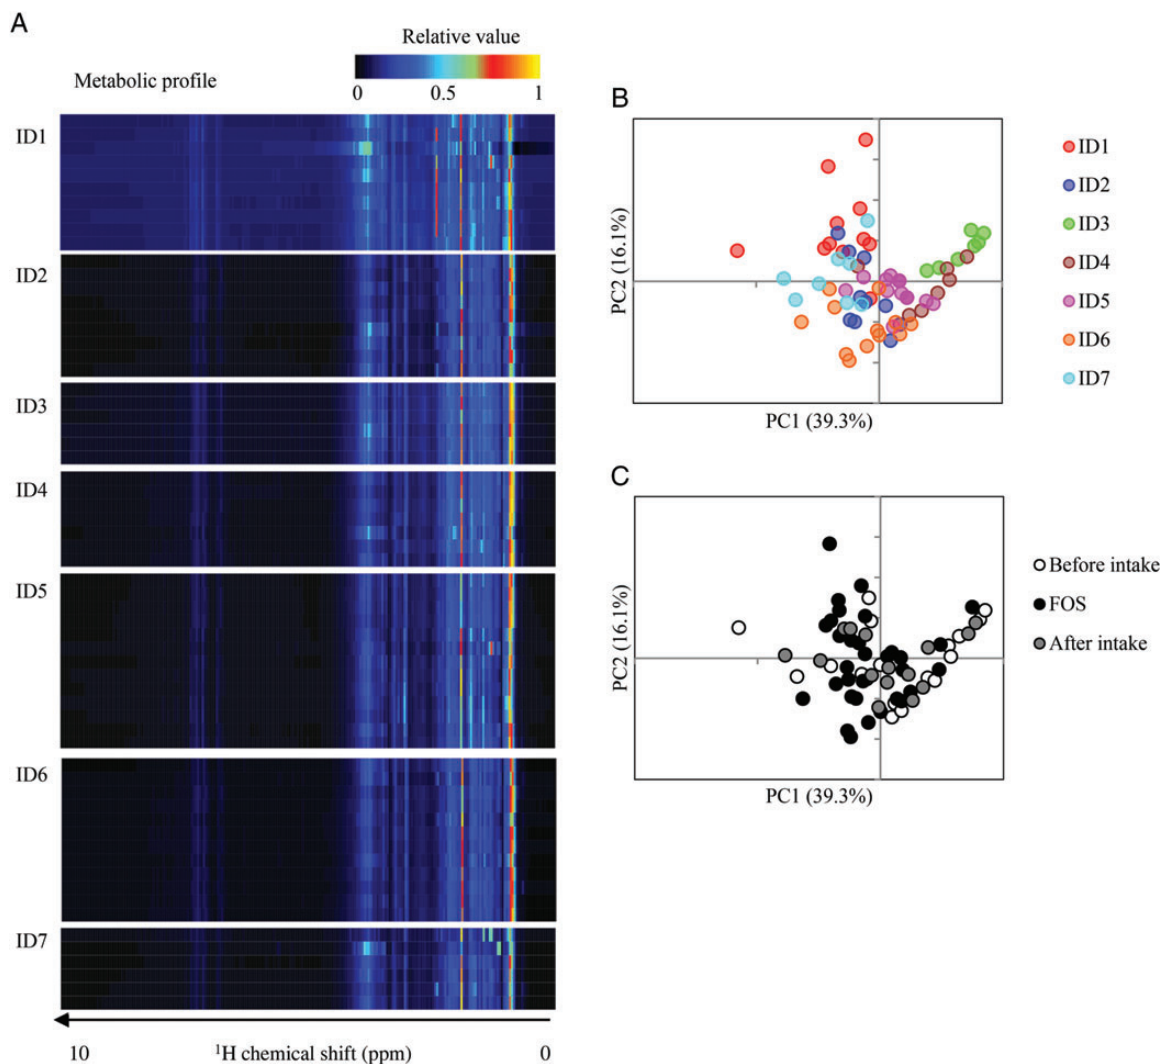 A
Relative value
Metabolic profile
0 0.5 1
ID1
ID2
ID3
ID4
ID5
ID6
ID7
10 ¹H chemical shift (ppm) 0
B
PC2 (16.1%)
PC1 (39.3%)
ID1
ID2
ID3
ID4
ID5
ID6
ID7
C
PC2 (16.1%)
PC1 (39.3%)
Before intake
FOS
After intake